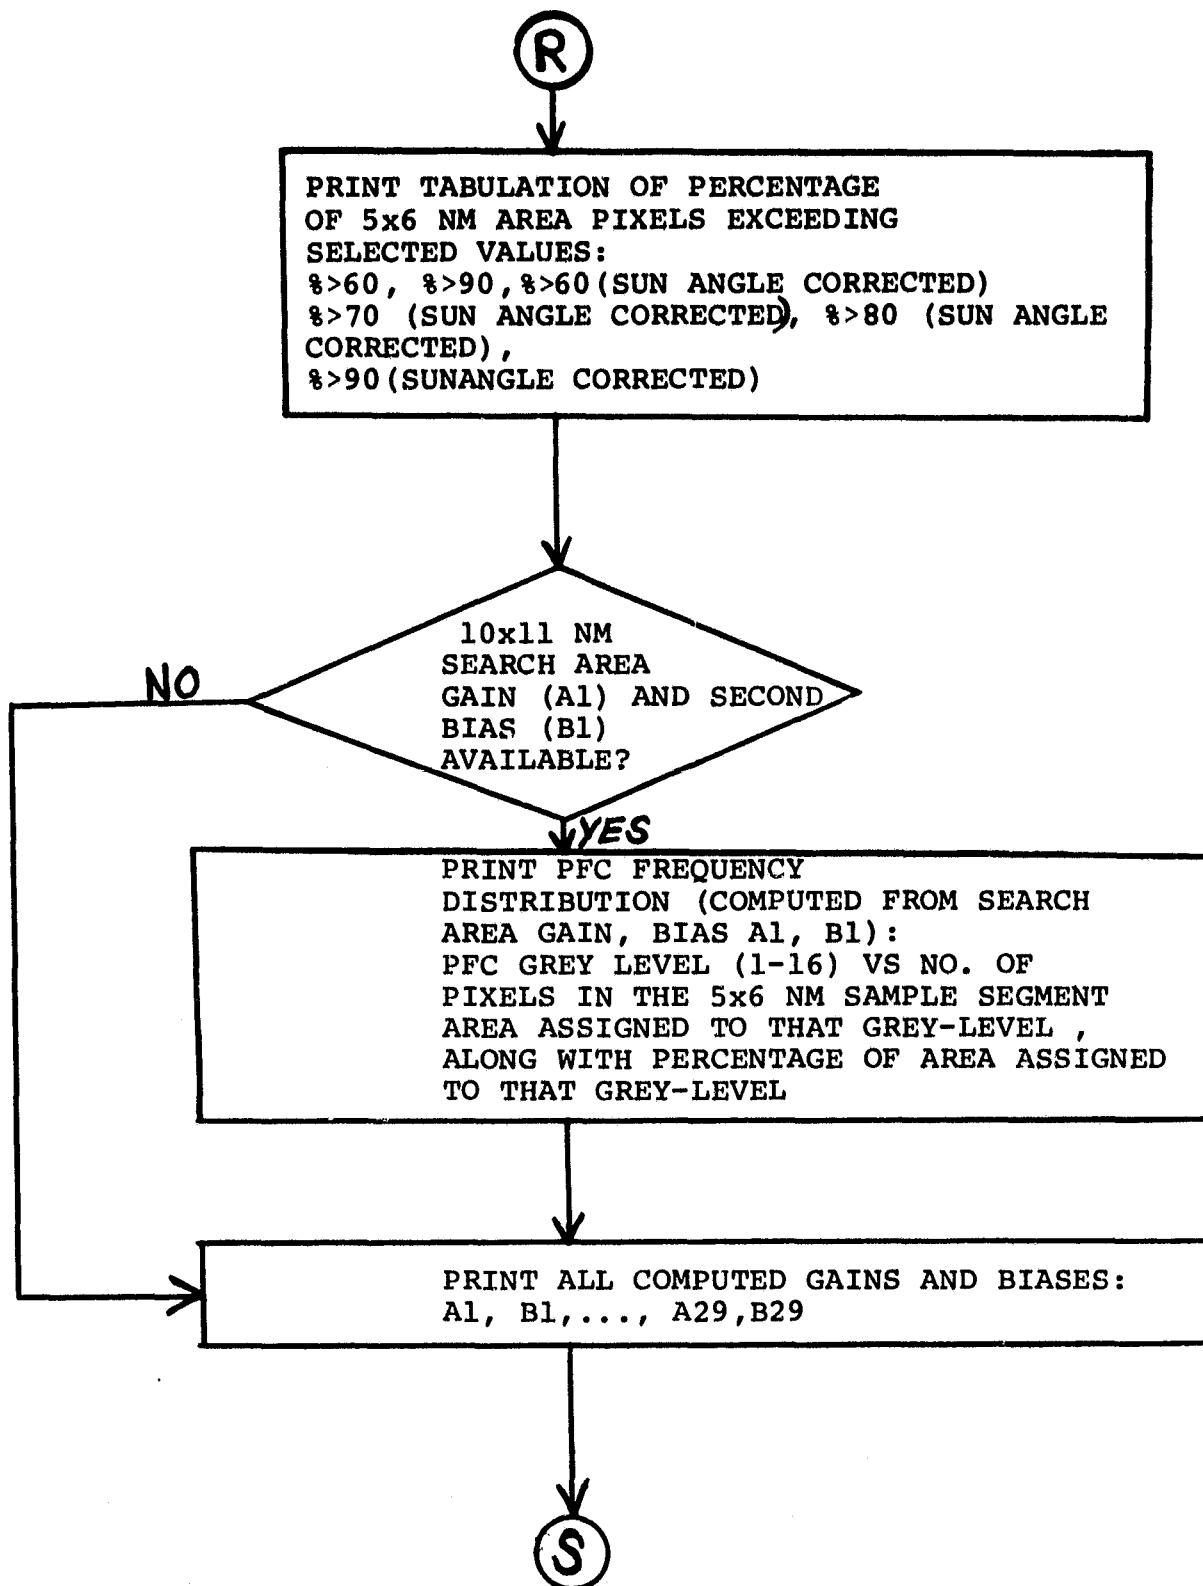 R
PRINT TABULATION OF PERCENTAGE
OF 5x6 NM AREA PIXELS EXCEEDING
SELECTED VALUES:
%>60, %>90,%>60(SUN ANGLE CORRECTED)
%>70 (SUN ANGLE CORRECTED), %>80 (SUN ANGLE
CORRECTED),
%>90(SUNANGLE CORRECTED)
10x11 NM
SEARCH AREA
GAIN (A1) AND SECOND
BIAS (B1)
AVAILABLE?
NO
YES
PRINT PFC FREQUENCY
DISTRIBUTION (COMPUTED FROM SEARCH
AREA GAIN, BIAS A1, B1):
PFC GREY LEVEL (1-16) VS NO. OF
PIXELS IN THE 5x6 NM SAMPLE SEGMENT
AREA ASSIGNED TO THAT GREY-LEVEL ,
ALONG WITH PERCENTAGE OF AREA ASSIGNED
TO THAT GREY-LEVEL
PRINT ALL COMPUTED GAINS AND BIASES:
A1, B1,..., A29,B29
S